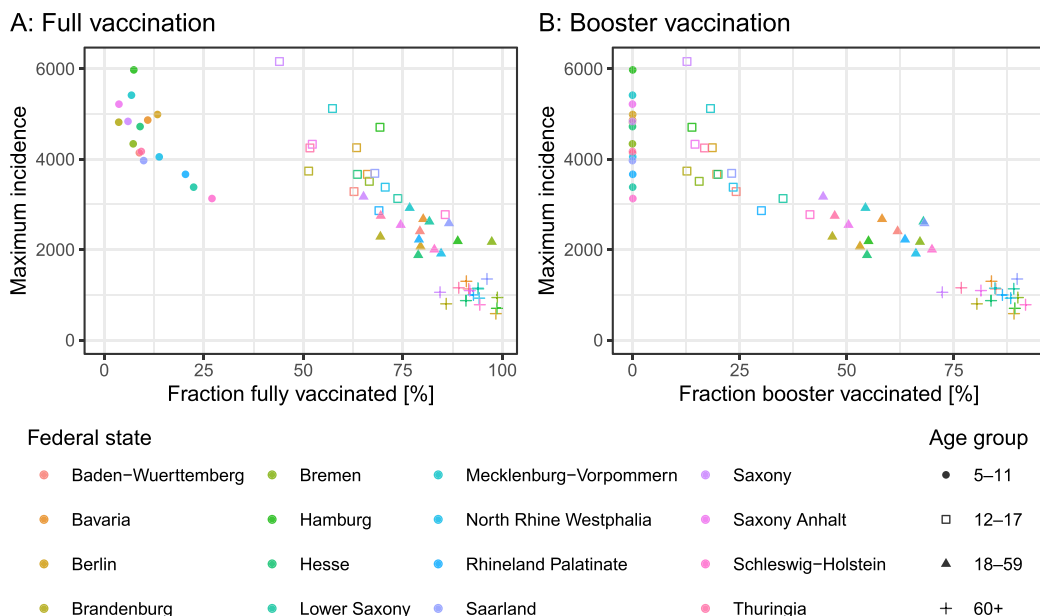 A: Full vaccination
B: Booster vaccination
Maximum incidence
6000
4000
2000
0
0 25 50 75 100
Fraction fully vaccinated [%]
Maximum incidence
6000
4000
2000
0
0 25 50 75
Fraction booster vaccinated [%]
Federal state
Age group
Baden−Wuerttemberg Bremen Mecklenburg−Vorpommern Saxony 5–11
Bavaria Hamburg North Rhine Westphalia Saxony Anhalt 12–17
Berlin Hesse Rhineland Palatinate Schleswig−Holstein 18–59
Brandenburg Lower Saxony Saarland Thuringia 60+